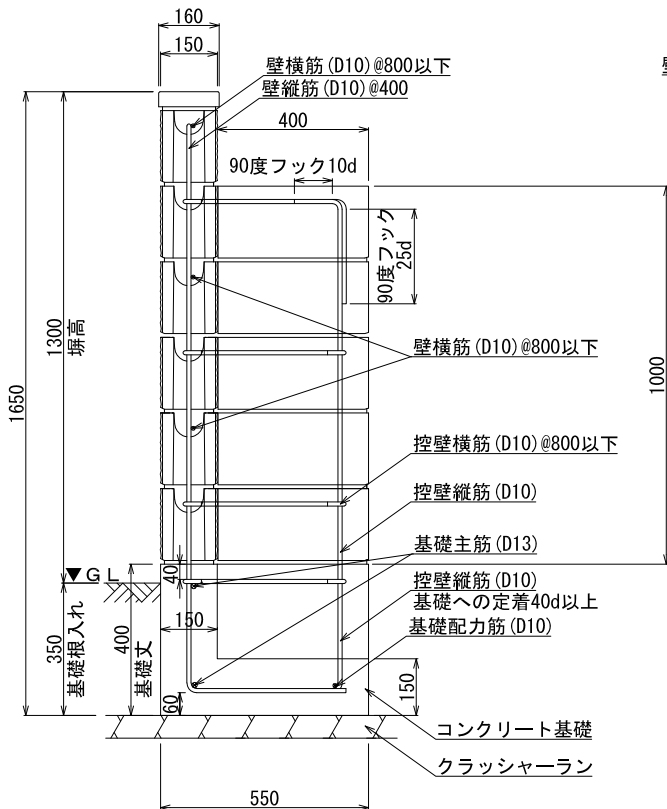 160
150
壁横筋(D10)@800以下
壁縦筋(D10)@400
400
90度フック10d
90度フック
25d
1300
塀高
1650
壁横筋(D10)@800以下
1000
控壁横筋(D10)@800以下
控壁縦筋(D10)
基礎主筋(D13)
▼GL
40
控壁縦筋(D10)
基礎への定着40d以上
150
基礎配力筋(D10)
350
基礎根入れ
400
基礎丈
60
150
コンクリート基礎
クラッシャーラン
550